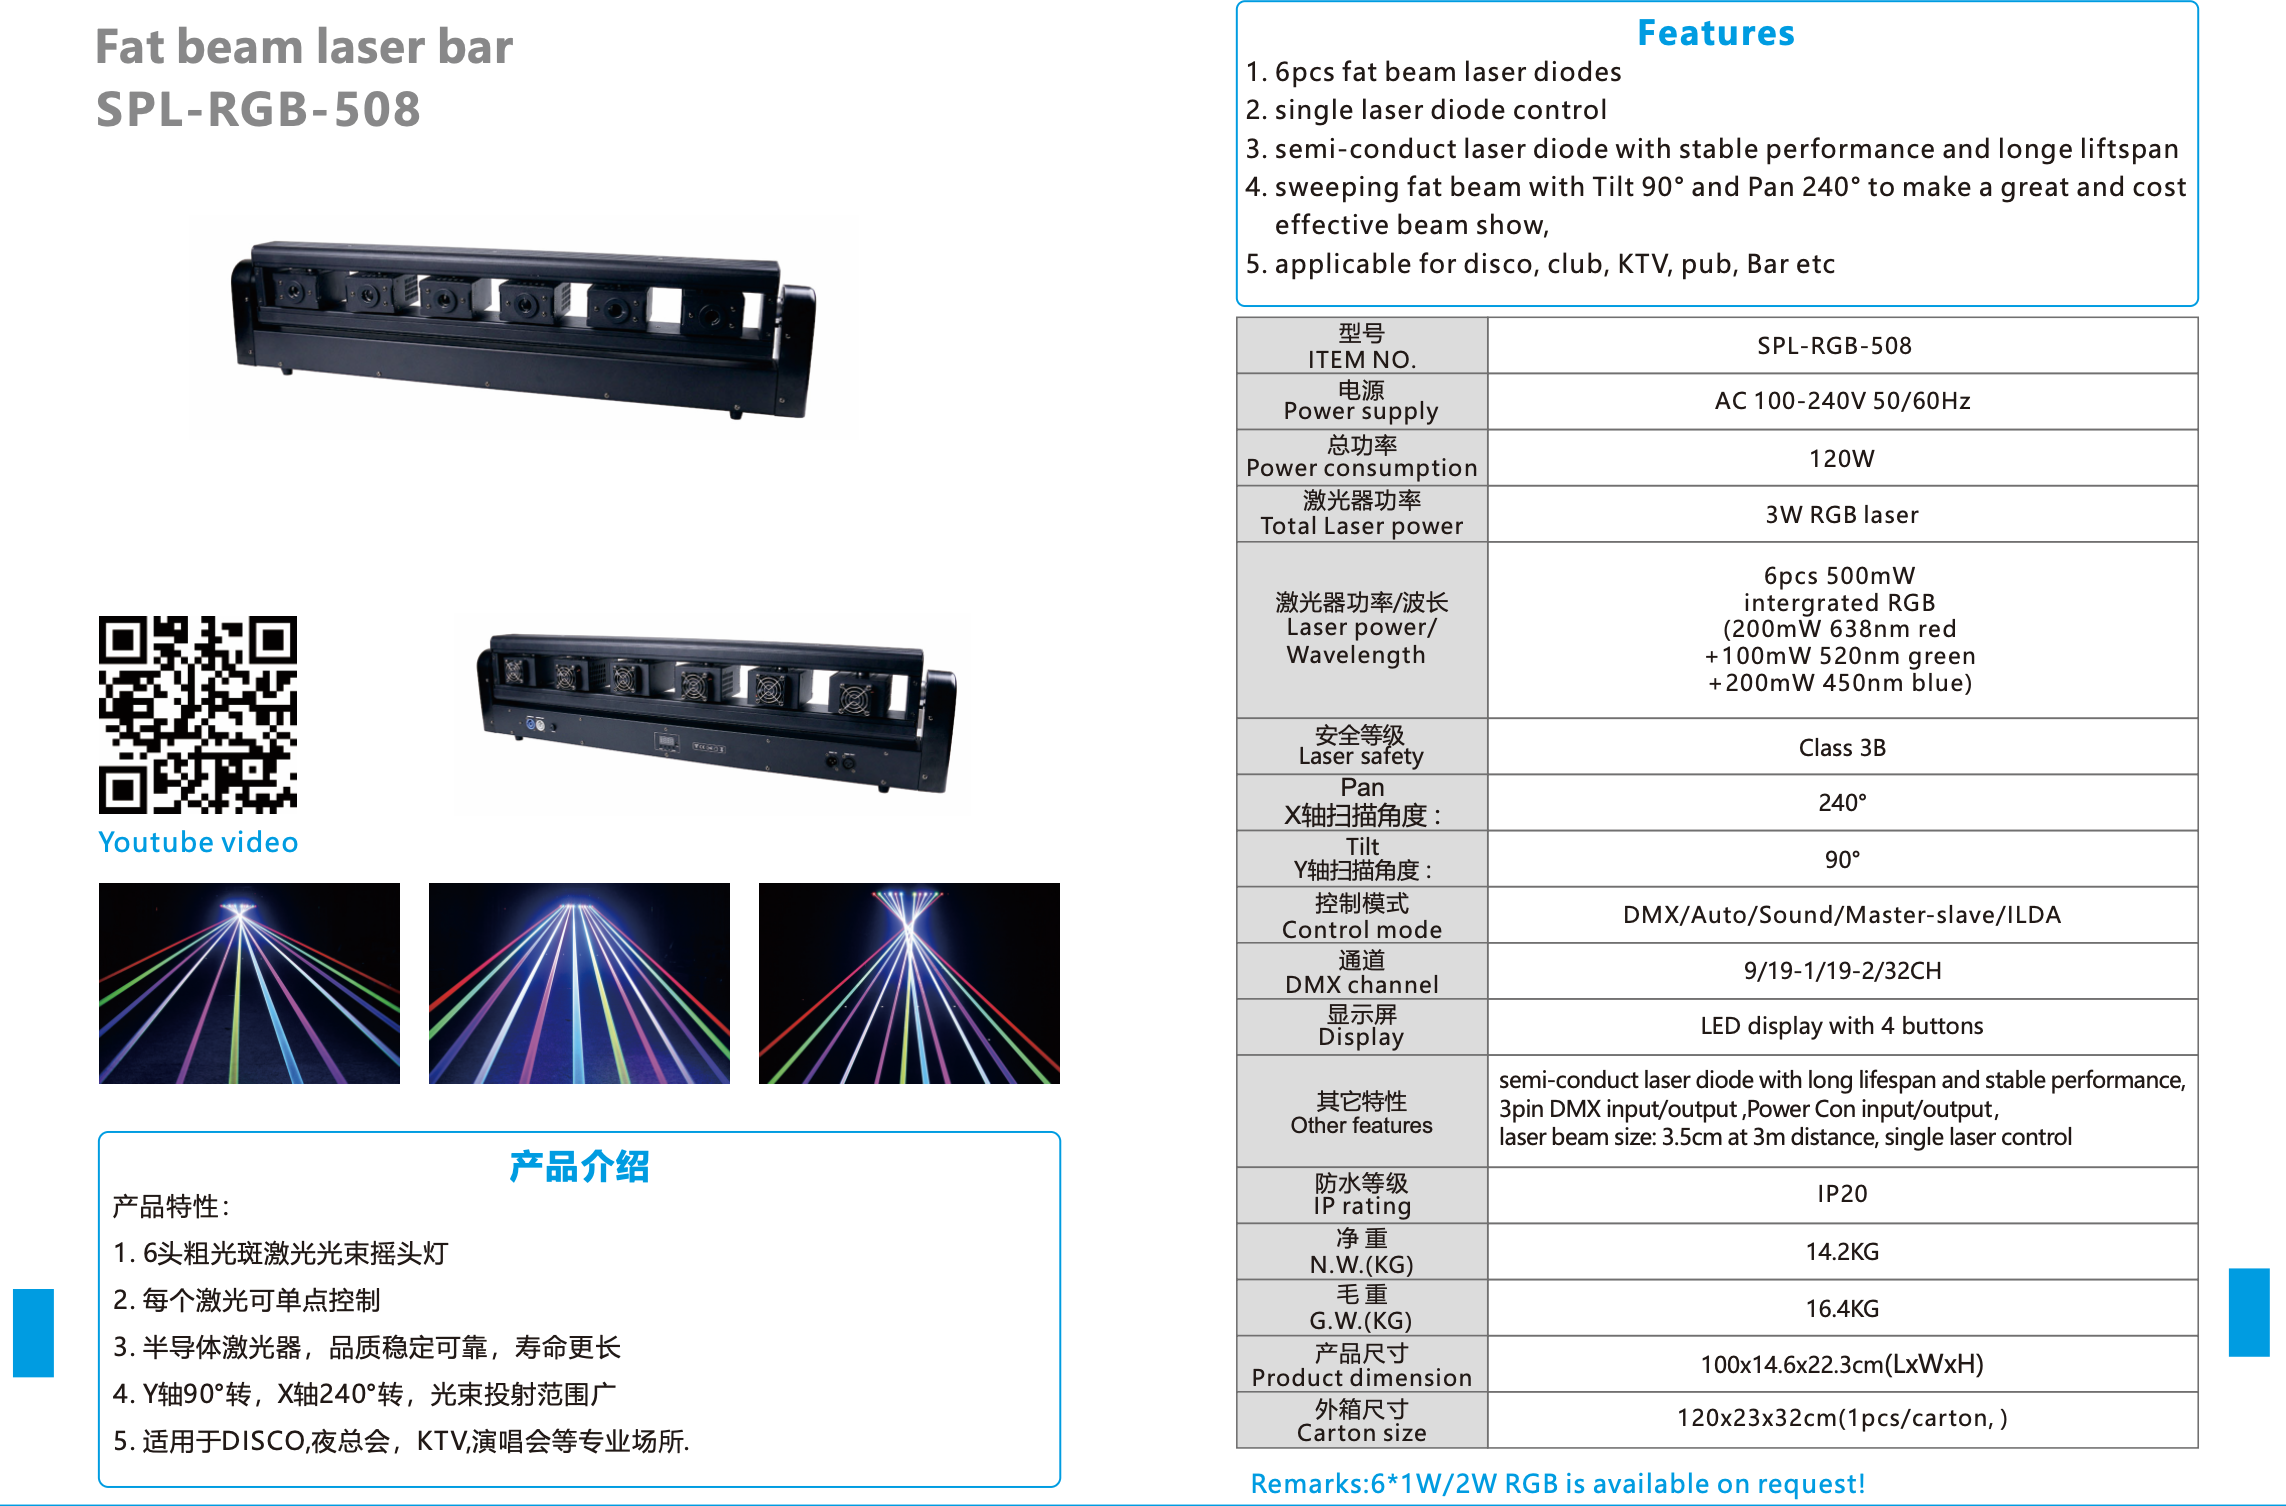 Fat beam laser bar
SPL-RGB-508
Youtube video
产品介绍
产品特性：
1. 6头粗光斑激光光束摇头灯
2. 每个激光可单点控制
3. 半导体激光器，品质稳定可靠，寿命更长
4. Y轴90°转，X轴240°转，光束投射范围广
5. 适用于DISCO,夜总会，KTV,演唱会等专业场所.
Features
1. 6pcs fat beam laser diodes
2. single laser diode control
3. semi-conduct laser diode with stable performance and longe liftspan
4. sweeping fat beam with Tilt 90° and Pan 240° to make a great and cost
effective beam show,
5. applicable for disco, club, KTV, pub, Bar etc
型号
ITEM NO.
SPL-RGB-508
电源
Power supply
AC 100-240V 50/60Hz
总功率
Power consumption
120W
激光器功率
Total Laser power
3W RGB laser
激光器功率/波长
Laser power/
Wavelength
6pcs 500mW
intergrated RGB
(200mW 638nm red
+100mW 520nm green
+200mW 450nm blue)
安全等级
Laser safety
Class 3B
Pan
X轴扫描角度：
240°
Tilt
Y轴扫描角度：
90°
控制模式
Control mode
DMX/Auto/Sound/Master-slave/ILDA
通道
DMX channel
9/19-1/19-2/32CH
显示屏
Display
LED display with 4 buttons
其它特性
Other features
semi-conduct laser diode with long lifespan and stable performance,
3pin DMX input/output ,Power Con input/output,
laser beam size: 3.5cm at 3m distance, single laser control
防水等级
IP rating
IP20
净 重
N.W.(KG)
14.2KG
毛 重
G.W.(KG)
16.4KG
产品尺寸
Product dimension
100x14.6x22.3cm(LxWxH)
外箱尺寸
Carton size
120x23x32cm(1pcs/carton, )
Remarks:6*1W/2W RGB is available on request!